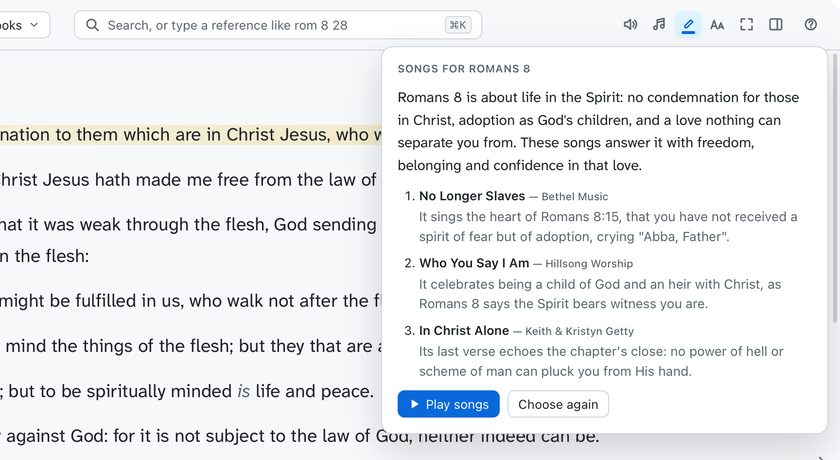 ooks
Search, or type a reference like rom 8 28
⌘K
SONGS FOR ROMANS 8
Romans 8 is about life in the Spirit: no condemnation for those
in Christ, adoption as God's children, and a love nothing can
separate you from. These songs answer it with freedom,
belonging and confidence in that love.
1. No Longer Slaves — Bethel Music
It sings the heart of Romans 8:15, that you have not received a
spirit of fear but of adoption, crying "Abba, Father".
2. Who You Say I Am — Hillsong Worship
It celebrates being a child of God and an heir with Christ, as
Romans 8 says the Spirit bears witness you are.
3. In Christ Alone — Keith & Kristyn Getty
Its last verse echoes the chapter's close: no power of hell or
scheme of man can pluck you from His hand.
Play songs
Choose again
nation to them which are in Christ Jesus, who w
Christ Jesus hath made me free from the law of
hat it was weak through the flesh, God sending
n the flesh:
might be fulfilled in us, who walk not after the fl
mind the things of the flesh; but they that are a
; but to be spiritually minded is life and peace.
against God: for it is not subject to the law of God, neither indeed can be.